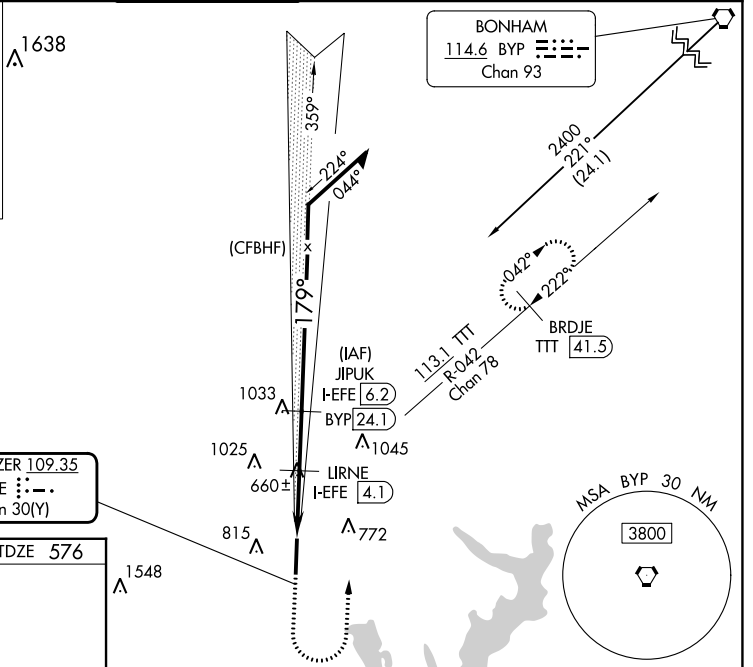 1638
BONHAM
114.6 BYP
Chan 93
359°
224°
044°
2400
221°
(24.1)
(CFBHF)
x
179°
042°
222°
BRDJE
TTT 41.5
113.1 TTT
R-042
Chan 78
(IAF)
JIPUK
I-EFE 6.2
BYP 24.1
1033
1045
1025
LIRNE
I-EFE 4.1
660±
815
772
ZER 109.35
E
n 30(Y)
TDZE 576
1548
MSA BYP 30 NM
3800